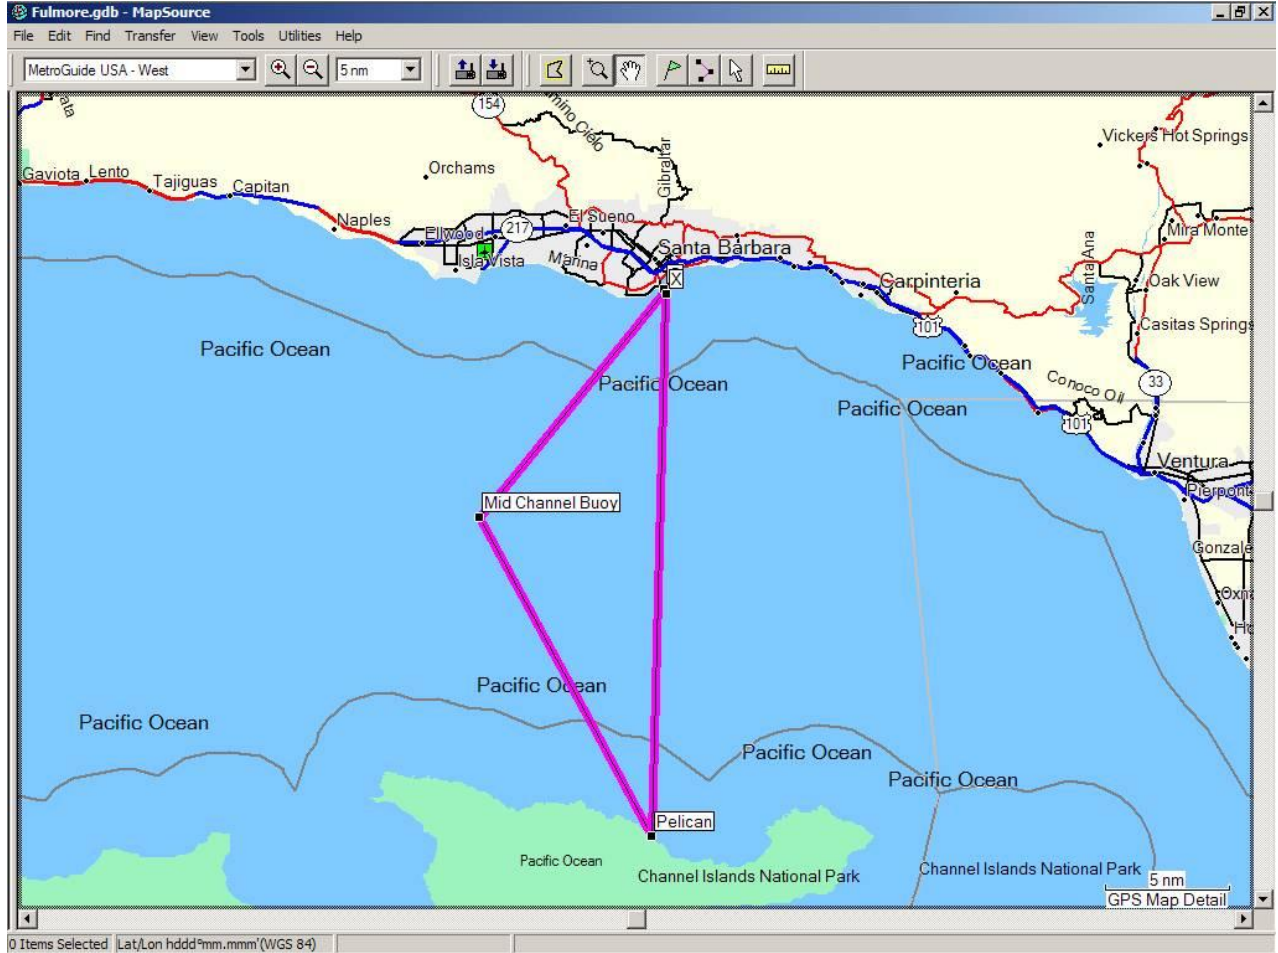 Fulmore.gdb - MapSource
File Edit Find Transfer View Tools Utilities Help
MetroGuide USA - West
5 nm
154
Gibraltar
Vickers Hot Springs
Orchams
Gaviota Lento Tajiguas Capitan
Naples
El Sueno
217
Ellwood
Mira Monte
Santa Barbara
Marina
Isla Vista
Santa Ana
X
Carpinteria
Oak View
101
Casitas Springs
Pacific Ocean
Pacific Ocean
Pacific Ocean
Conoco Oil
33
Pacific Ocean
101
Ventura
Pierpont
Mid Channel Buoy
Pacific Ocean
Pacific Ocean
Pacific Ocean
Pacific Ocean
Pelican
Pacific Ocean
Channel Islands National Park
Channel Islands National Park
5 nm
GPS Map Detail
0 Items Selected
Lat/Lon hddd°mm.mmm'(WGS 84)